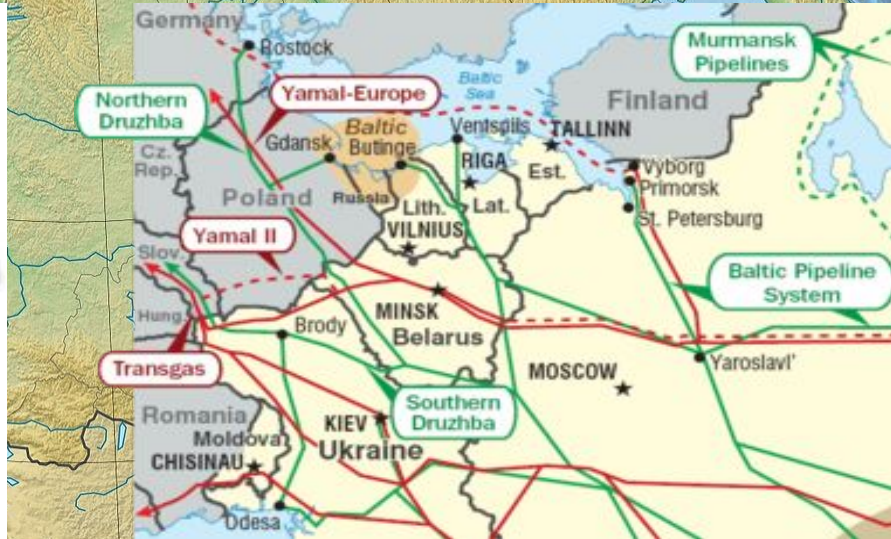 Germany
Rostock
Murmansk
Pipelines
Baltic
Sea
Northern
Druzhba
Yamal-Europe
Finland
Baltic
Ventspils
TALLINN
Gdansk
Butinge
RIGA
Est.
Vyborg
Primorsk
Cz.
Rep.
Russia
Lith.
Lat.
Poland
VILNIUS
St. Petersburg
Yamal II
Slov.
Baltic Pipeline
System
MINSK
Hung.
Brody
Belarus
Transgas
MOSCOW
Yaroslavl'
Southern
Druzhba
Romania
KIEV
Moldova
Ukraine
CHISINAU
Odesa